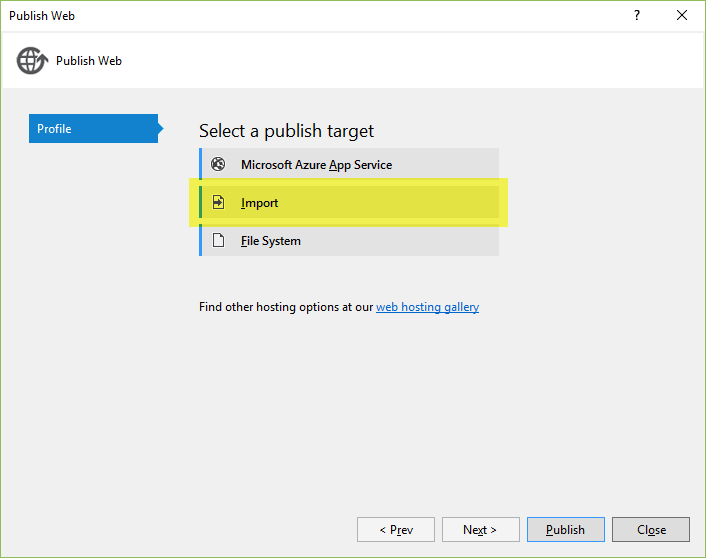 Publish Web
?
Publish Web
Profile
Select a publish target
Microsoft Azure App Service
Import
File System
Find other hosting options at our web hosting gallery
< Prev
Next >
Publish
Close